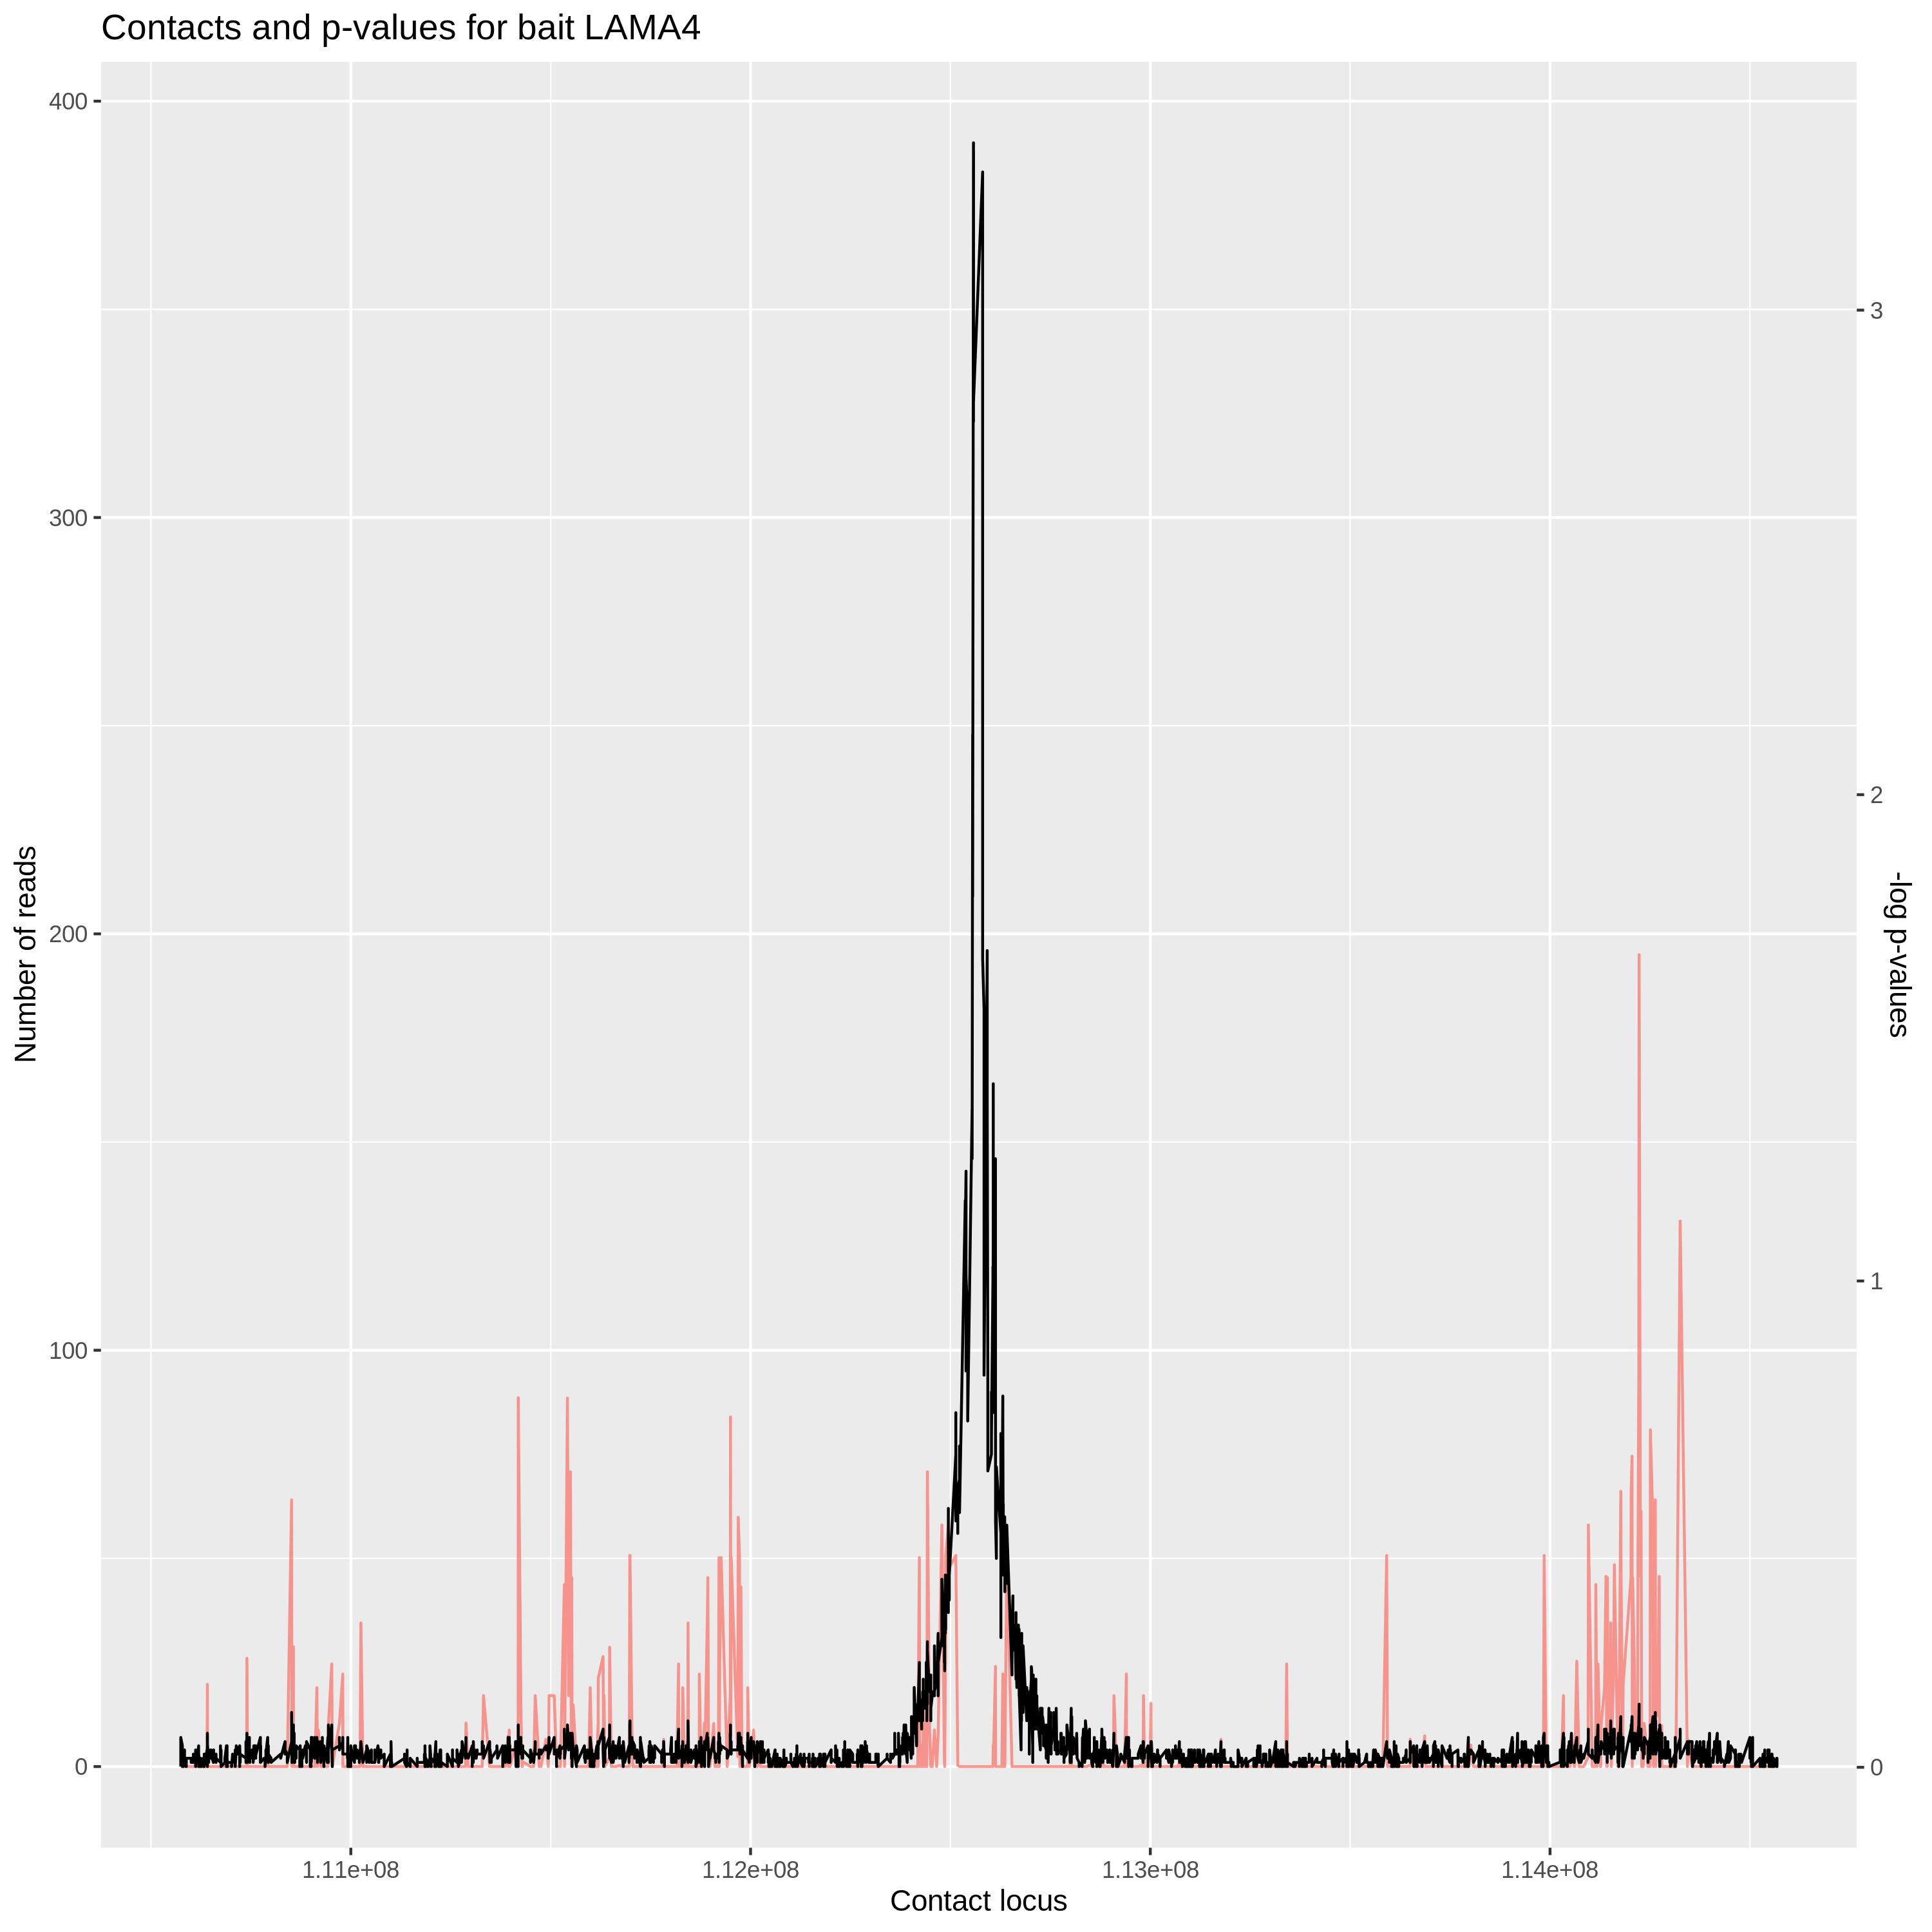 Contacts and p-values for bait LAMA4
400
300
200
100
0
Number of reads
3
2
1
0
-log p-values
1.11e+08
1.12e+08
1.13e+08
1.14e+08
Contact locus